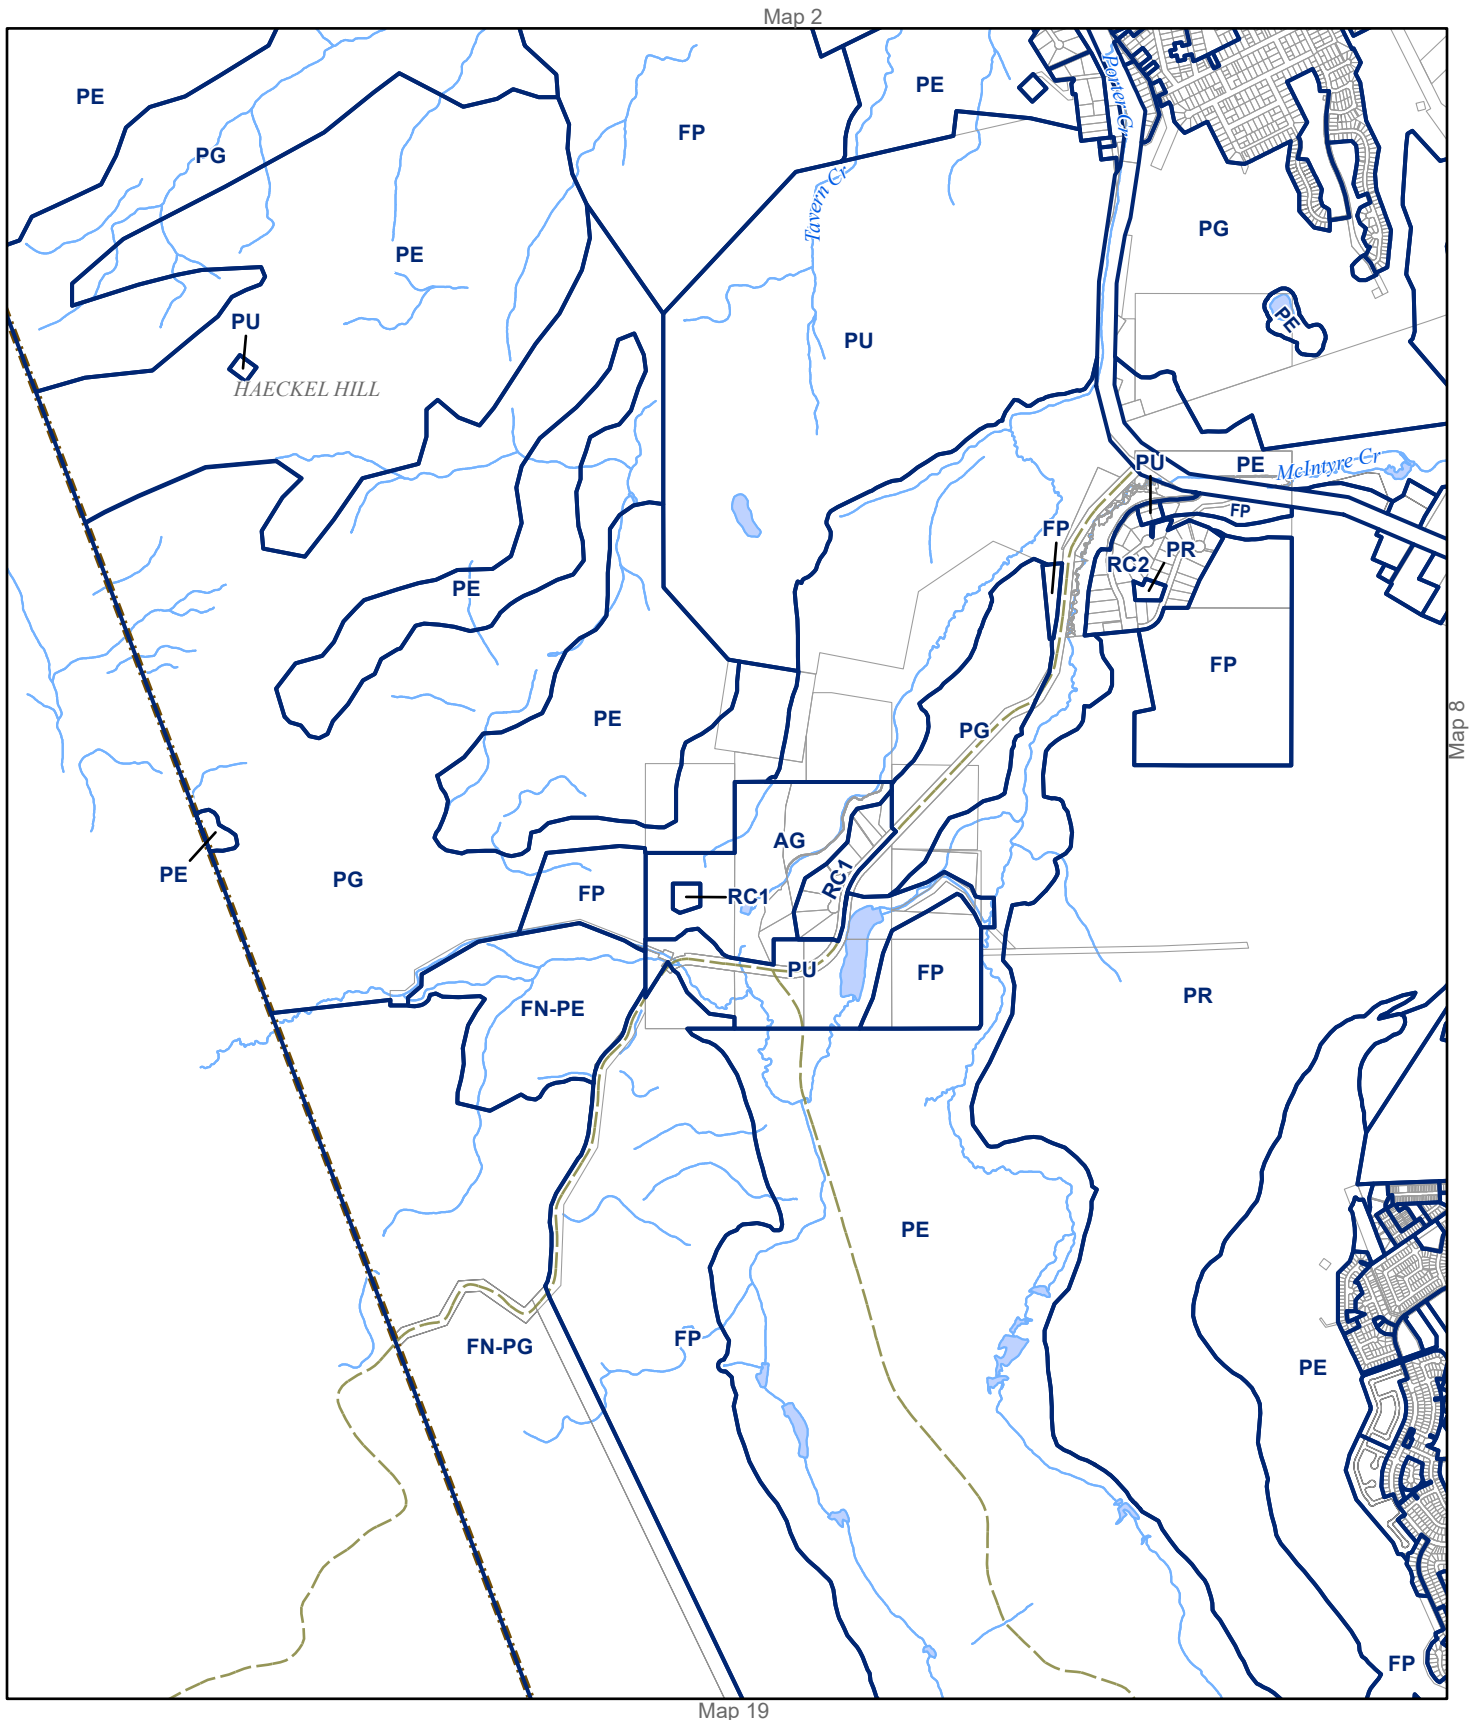 Map 2
PE
PE
Porter Cr
FP
PG
Tavern Cr
PG
PE
PU
PE
PU
HAECKEL HILL
PU
PE
McIntyre Cr
FP
FP
PR
RC2
PE
FP
PE
PG
Map 8
AG
PE
PG
RC1
FP
RC1
PU
FP
PR
FN-PE
PE
FP
FN-PG
PE
FP
Map 19